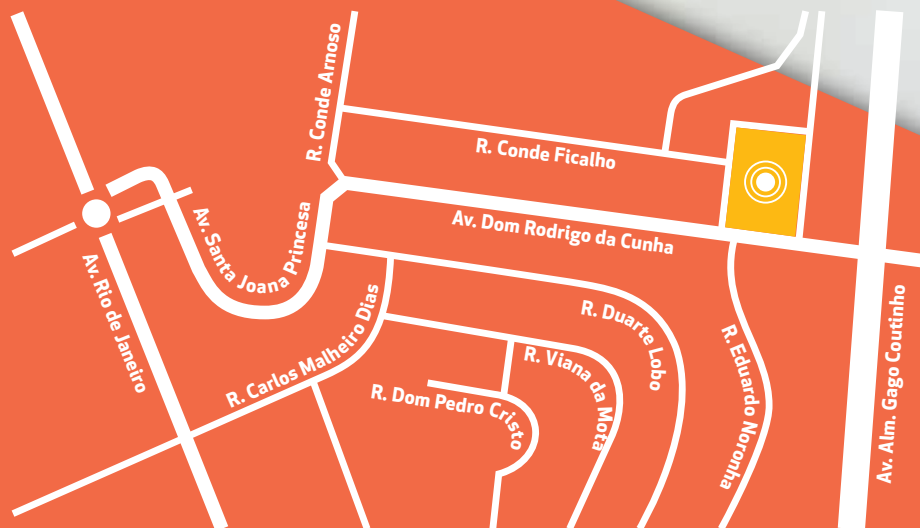 R. Conde Arnoso
R. Conde Ficalho
Av. Dom Rodrigo da Cunha
Av. Santa Joana Princesa
Av. Rio de Janeiro
R. Carlos Malheiro Dias
R. Duarte Lobo
R. Viana da Mota
R. Dom Pedro Cristo
R. Eduardo Noronha
Av. Alm. Gago Coutinho